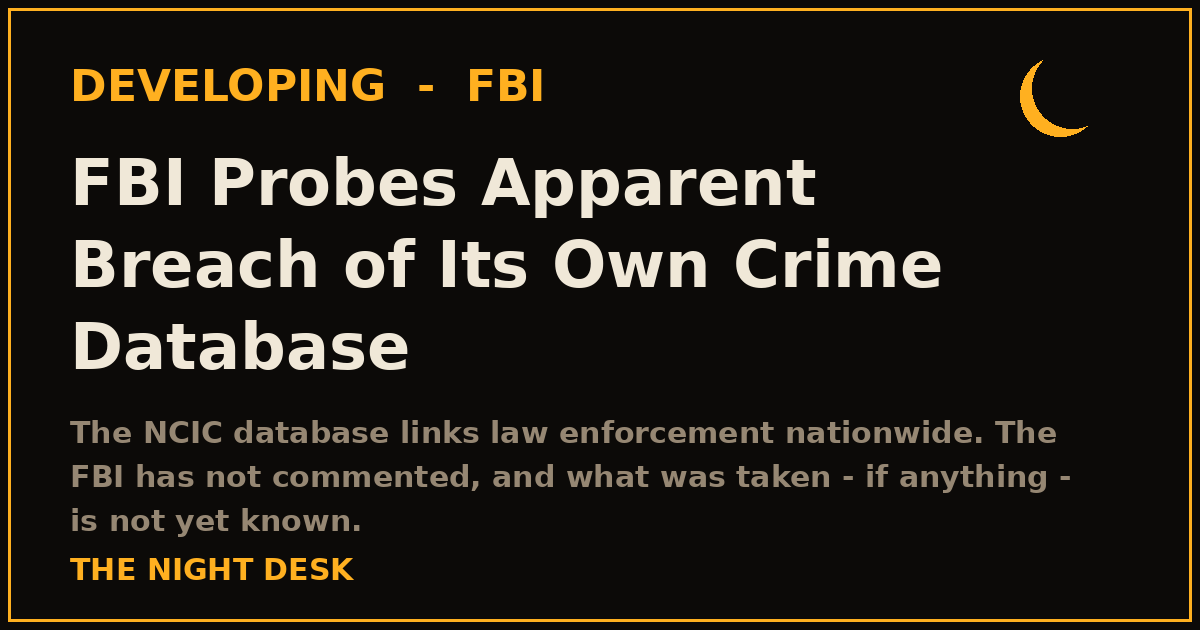 DEVELOPING - FBI
FBI Probes Apparent
Breach of Its Own Crime
Database
The NCIC database links law enforcement nationwide. The
FBI has not commented, and what was taken - if anything -
is not yet known.
THE NIGHT DESK